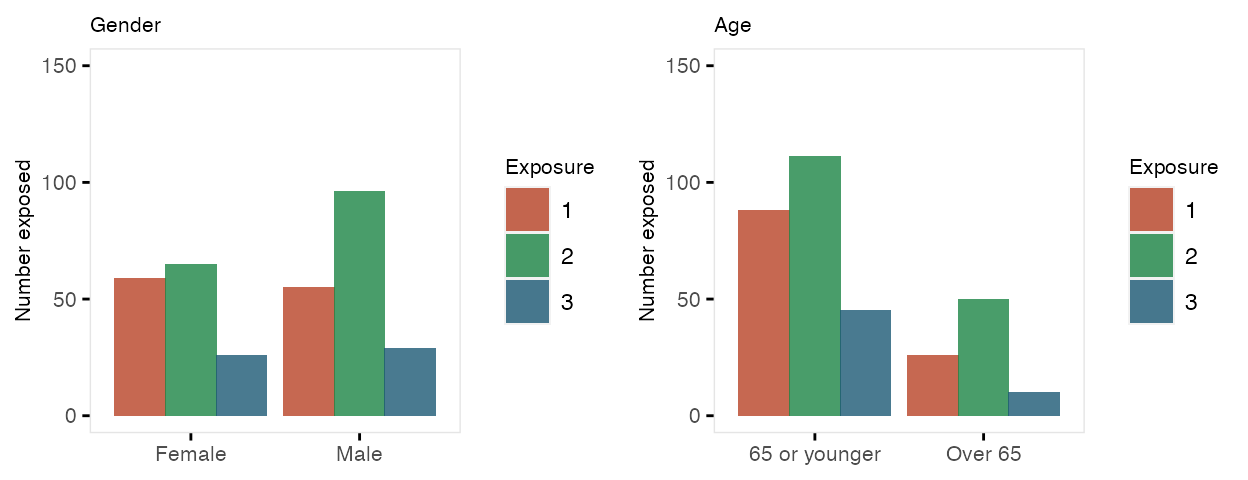 Gender
150
100
50
0
Number exposed
Female Male
Exposure
1
2
3
Age
150
100
50
0
Number exposed
65 or younger Over 65
Exposure
1
2
3